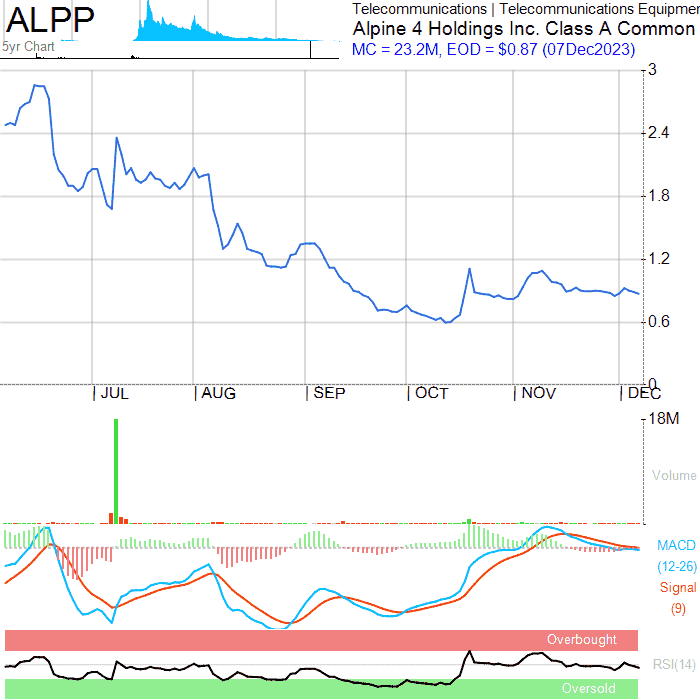 ALPP
5yr Chart
Telecommunications | Telecommunications Equipmen
Alpine 4 Holdings Inc. Class A Common
MC = 23.2M, EOD = $0.87 (07Dec2023)
3
2.4
1.8
1.2
0.6
0
JUL
AUG
SEP
OCT
NOV
DEC
18M
Volume
MACD
(12-26)
Signal
(9)
Overbought
RSI(14)
Oversold